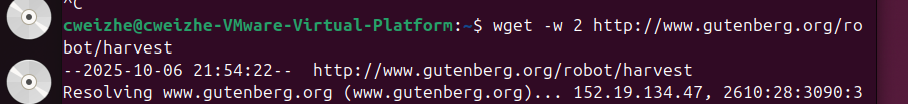 ^C
cweizhe@cweizhe-VMware-Virtual-Platform:~$ wget -w 2 http://www.gutenberg.org/ro
bot/harvest
--2025-10-06 21:54:22--  http://www.gutenberg.org/robot/harvest
Resolving www.gutenberg.org (www.gutenberg.org)... 152.19.134.47, 2610:28:3090:3